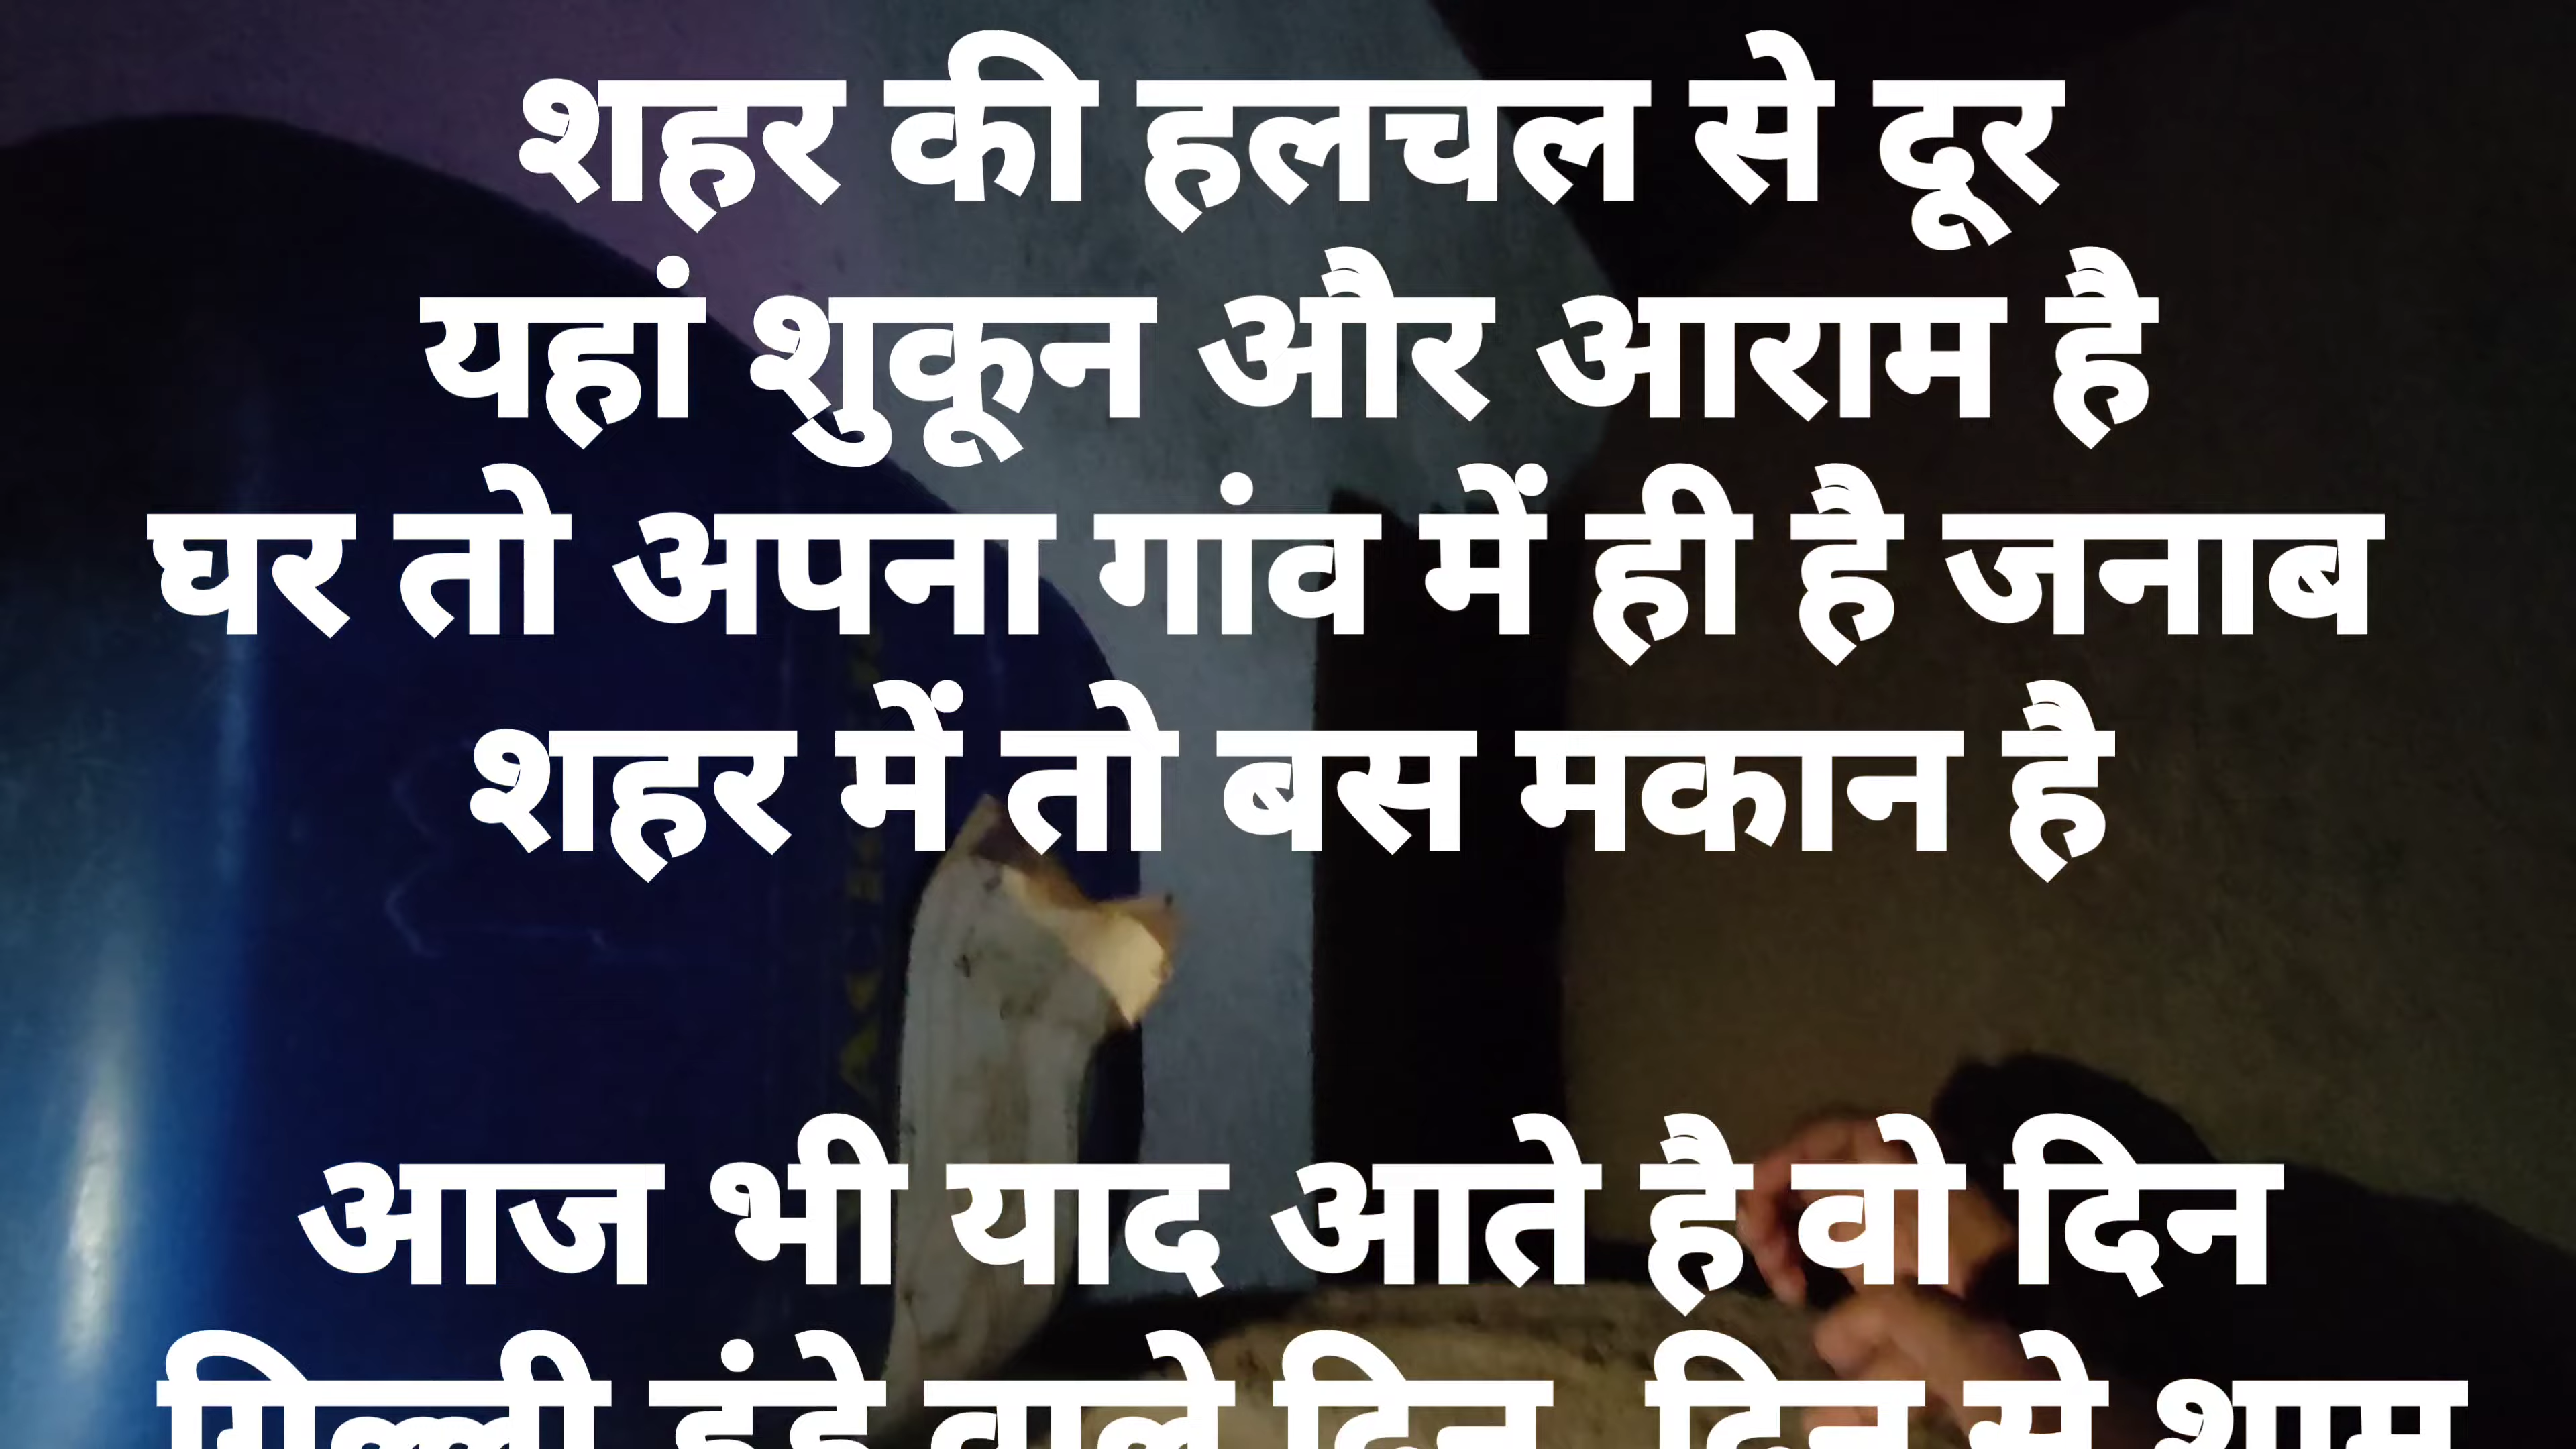 शहर की हलचल से दूर
यहां शुकून और आराम है
घर तो अपना गांव में ही है जनाब
शहर में तो बस मकान है
आज भी याद आते है वो दिन
गिल्ली डंडे वाले दिन दिन से शाम